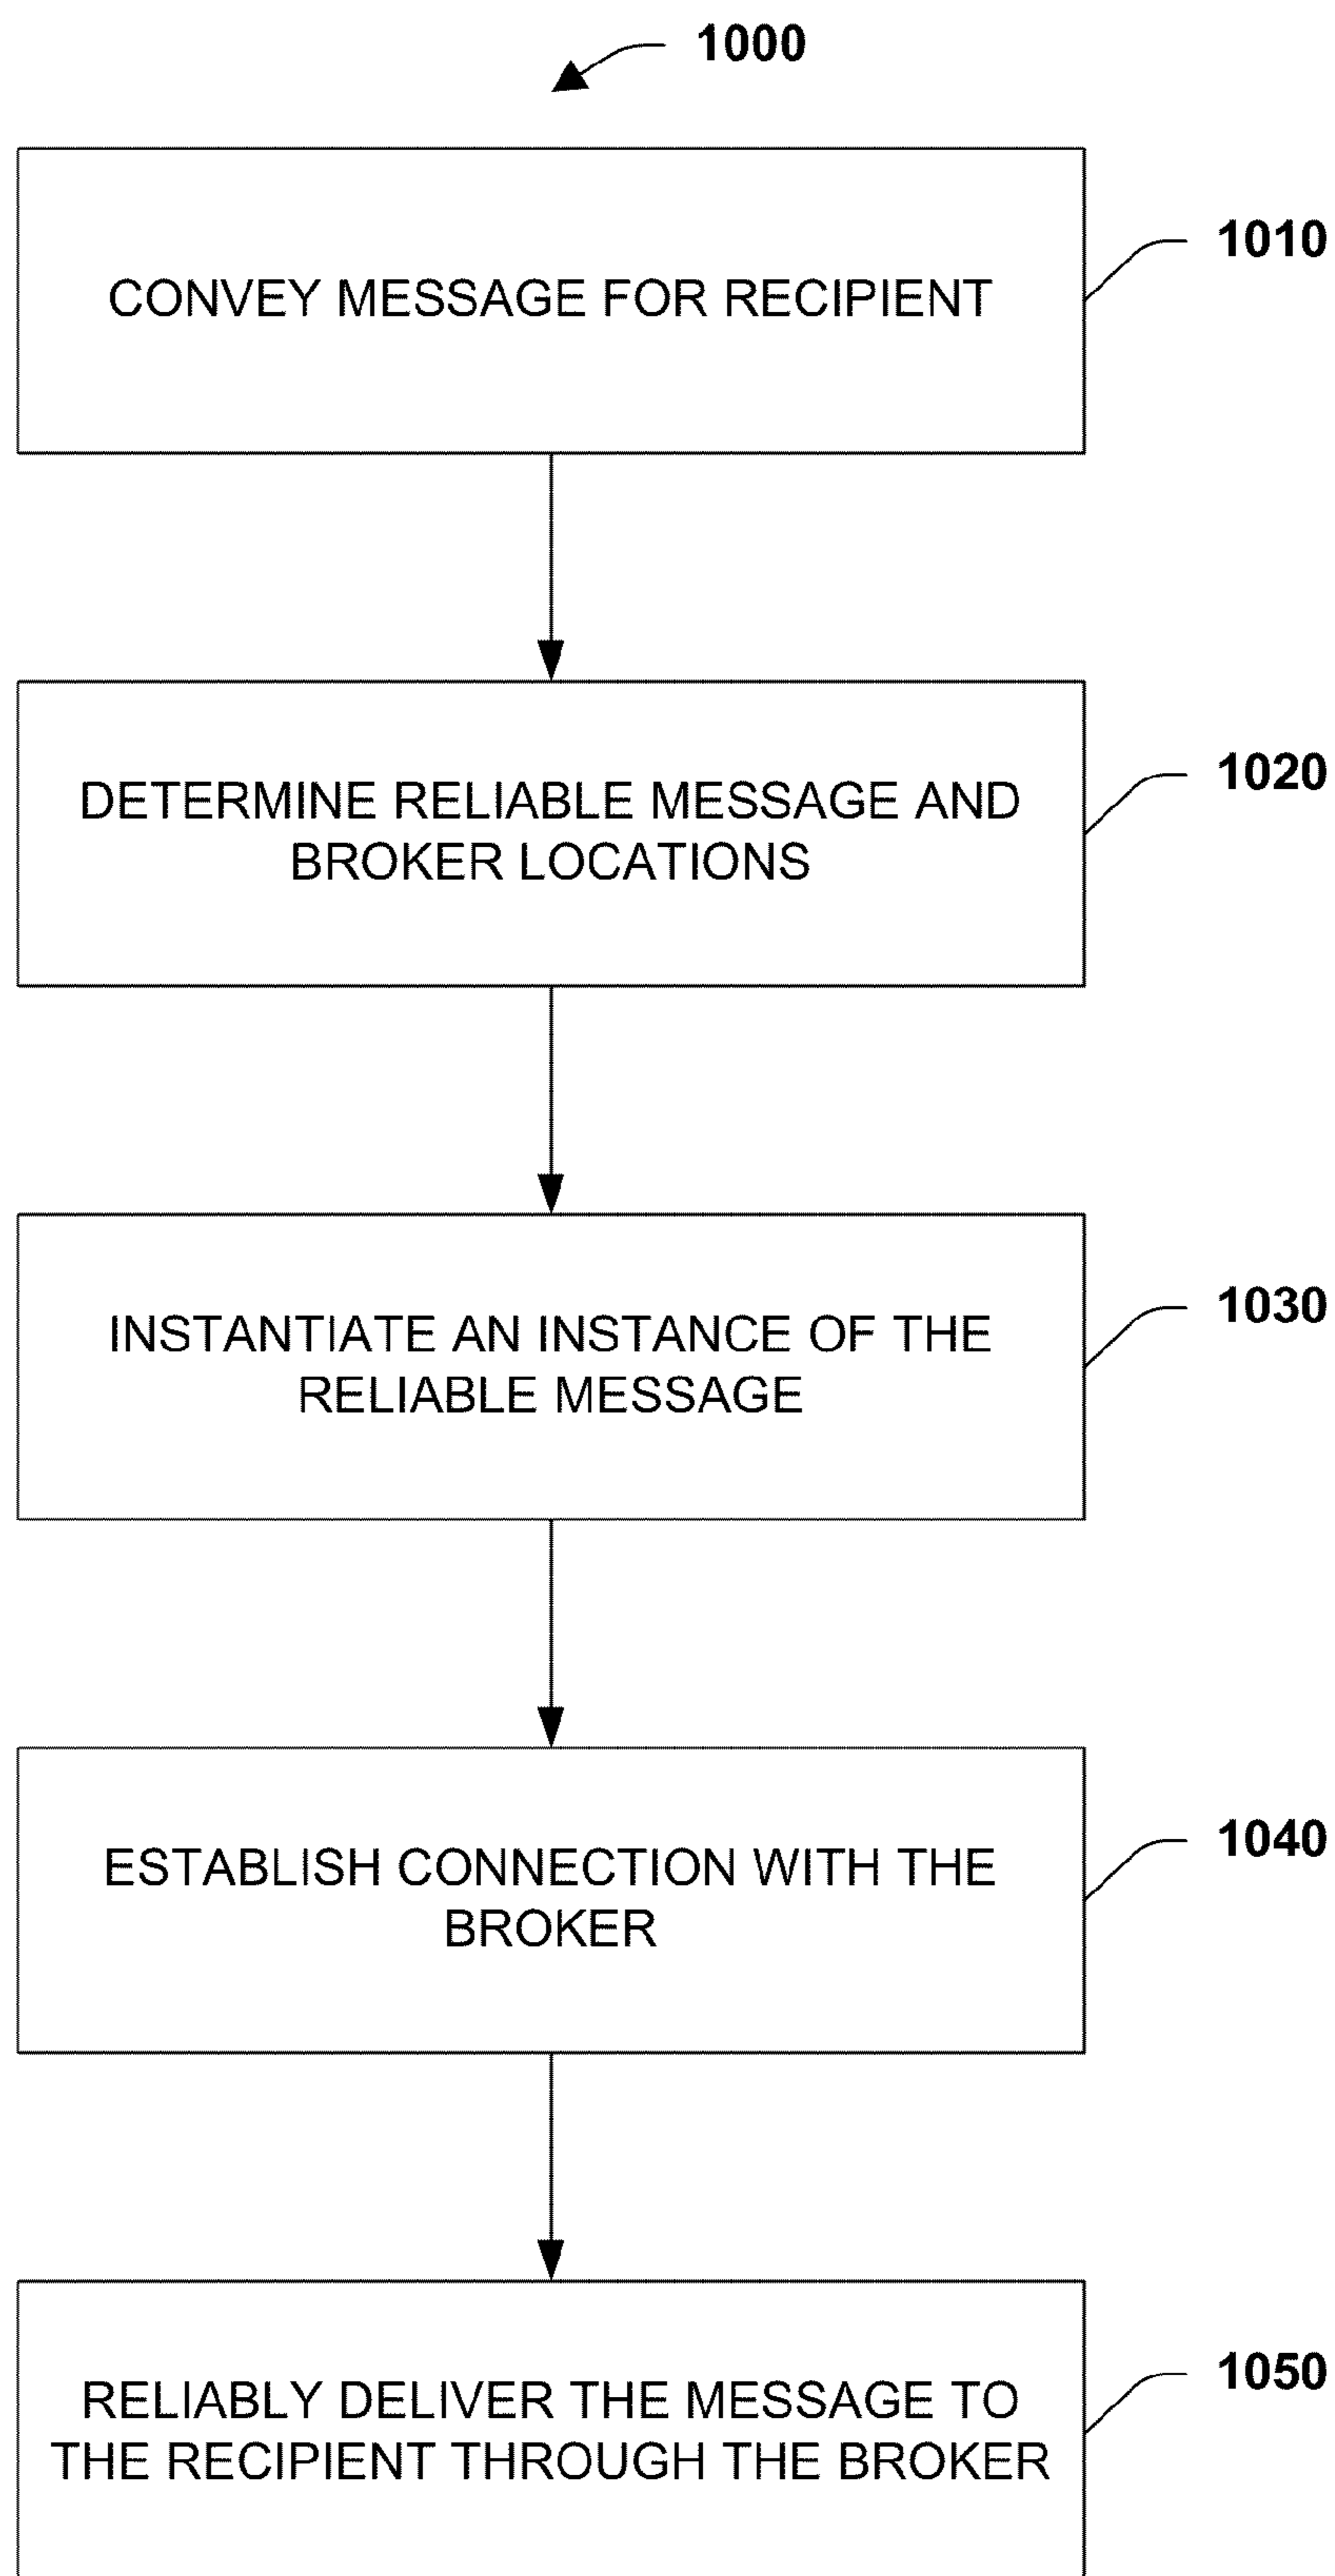 1000
CONVEY MESSAGE FOR RECIPIENT
1010
DETERMINE RELIABLE MESSAGE AND
BROKER LOCATIONS
1020
INSTANTIATE AN INSTANCE OF THE
RELIABLE MESSAGE
1030
ESTABLISH CONNECTION WITH THE
BROKER
1040
RELIABLY DELIVER THE MESSAGE TO
THE RECIPIENT THROUGH THE BROKER
1050